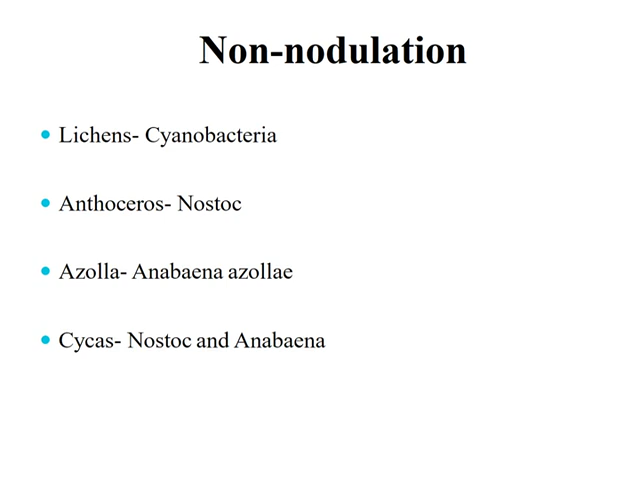 Non-nodulation
• Lichens- Cyanobacteria
• Anthoceros- Nostoc
• Azolla- Anabaena azollae
• Cycas- Nostoc and Anabaena